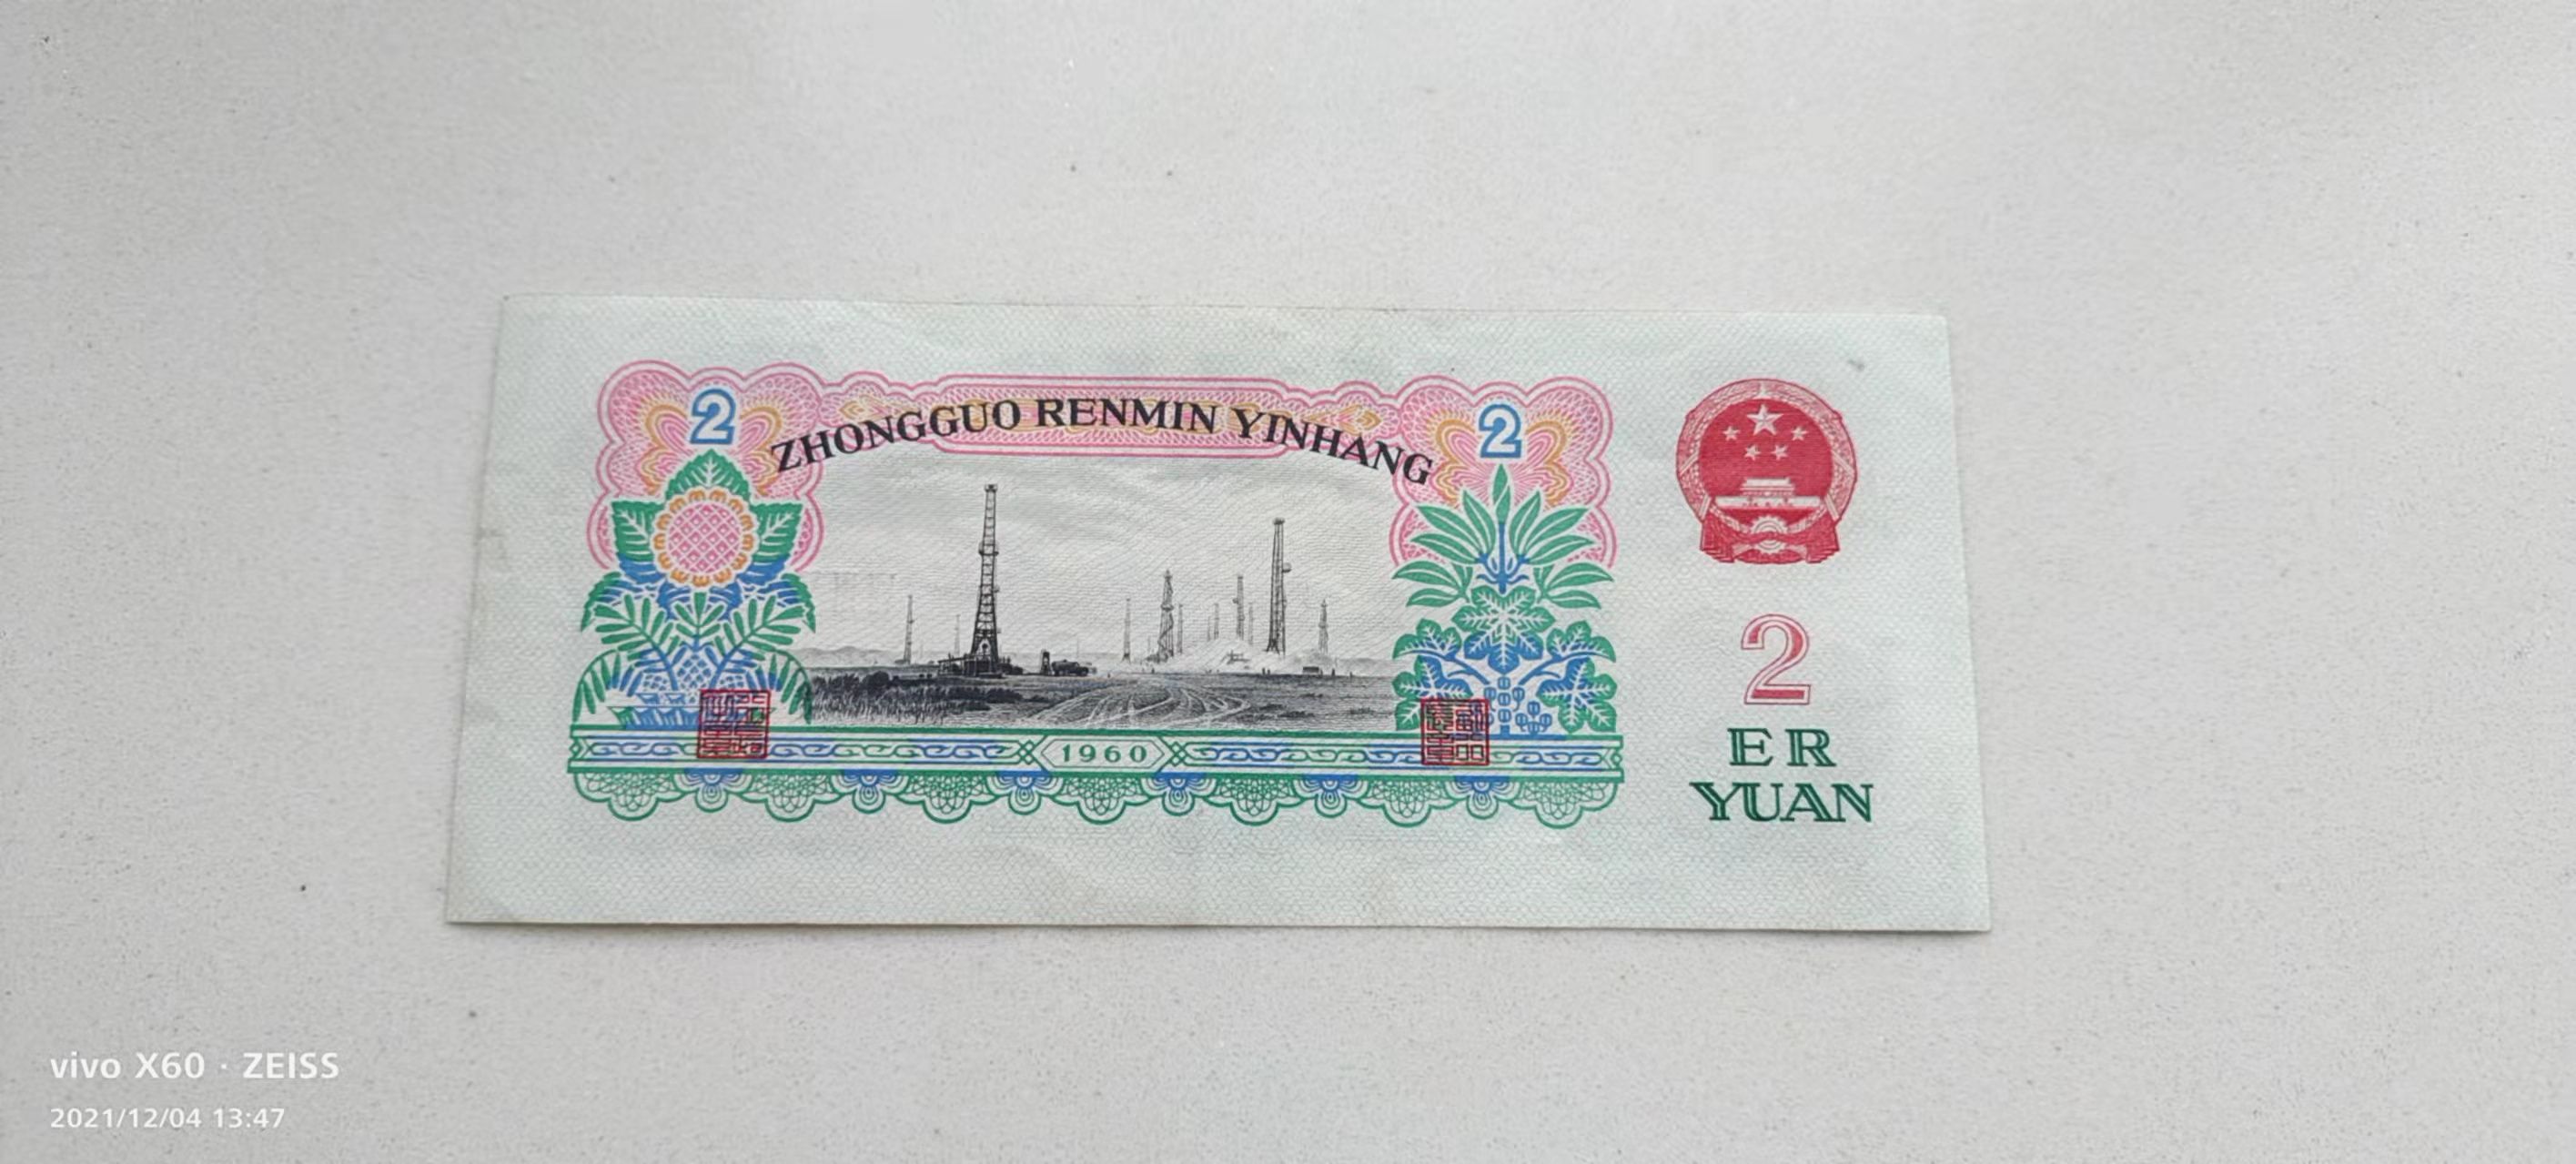 2
ZHONGGUO RENMIN YINHANG
2
2
ER
YUAN
1960
vivo X60 · ZEISS
2021/12/04 13:47